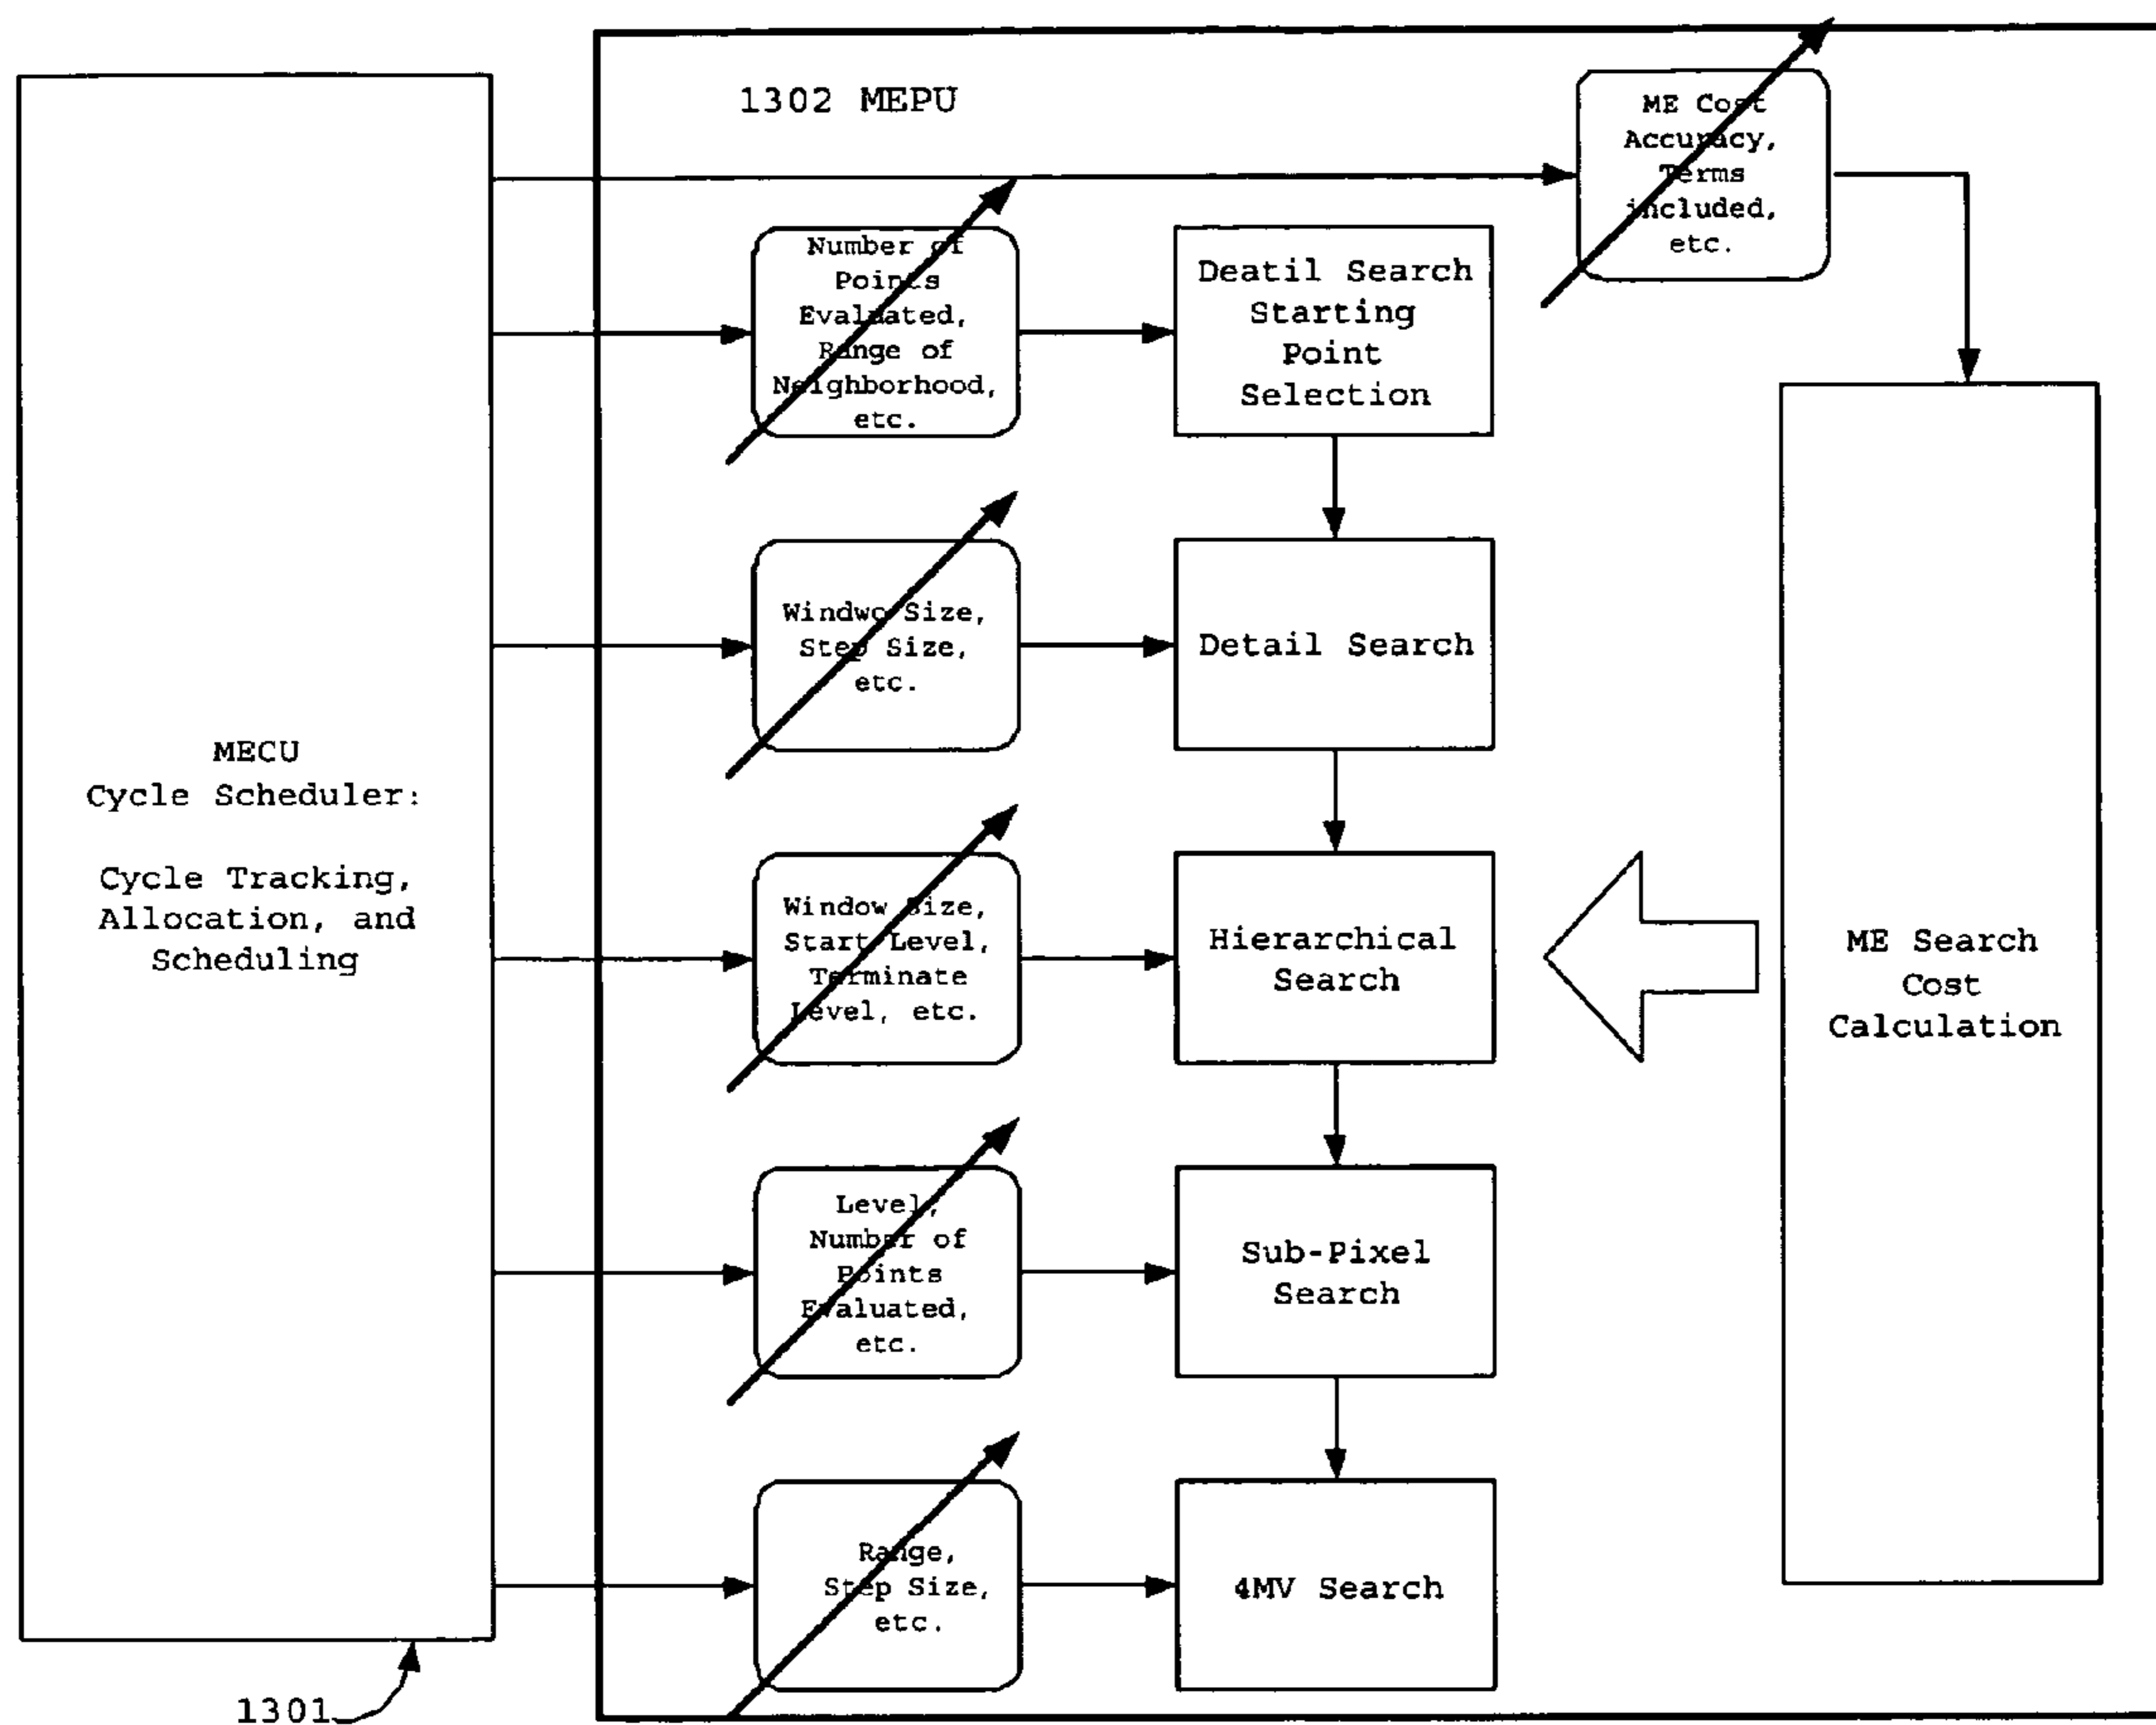 1302 MEPU
ME Cost
Accuracy,
Terms
included,
etc.
Number of
Points
Evaluated,
Range of
Neighborhood,
etc.
Deatil Search
Starting
Point
Selection
Windwo Size,
Step Size,
etc.
Detail Search
MECU
Cycle Scheduler:
Cycle Tracking,
Allocation, and
Scheduling
Window Size,
Start Level,
Terminate
Level, etc.
Hierarchical
Search
ME Search
Cost
Calculation
Level,
Number of
Points
Evaluated,
etc.
Sub-Pixel
Search
Range,
Step Size,
etc.
4MV Search
1301